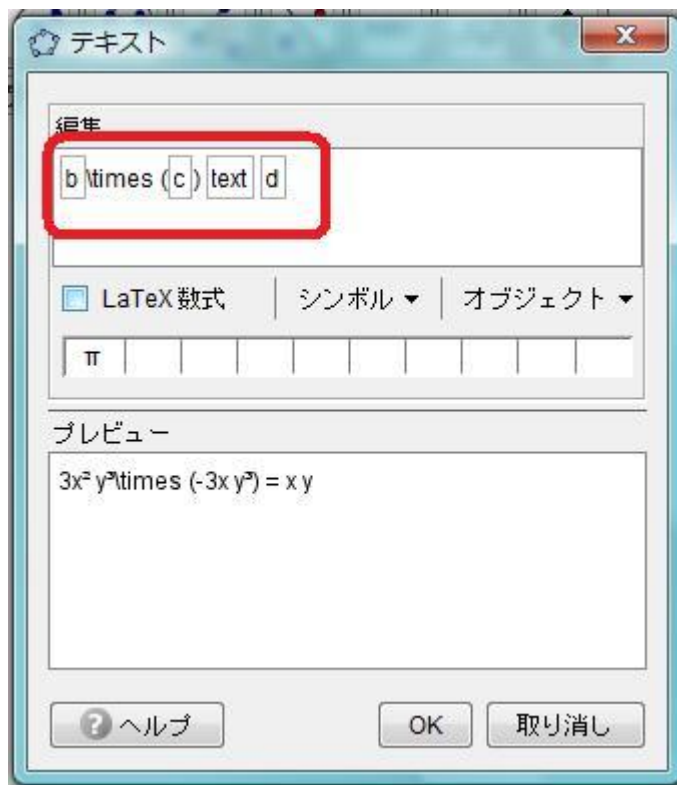 テキスト
編集
b \times ( c ) text d
LaTeX 数式 シンボル ▼ オブジェクト ▼
π
プレビュー
3x² y³\times (-3x y³) = x y
ヘルプ OK 取り消し